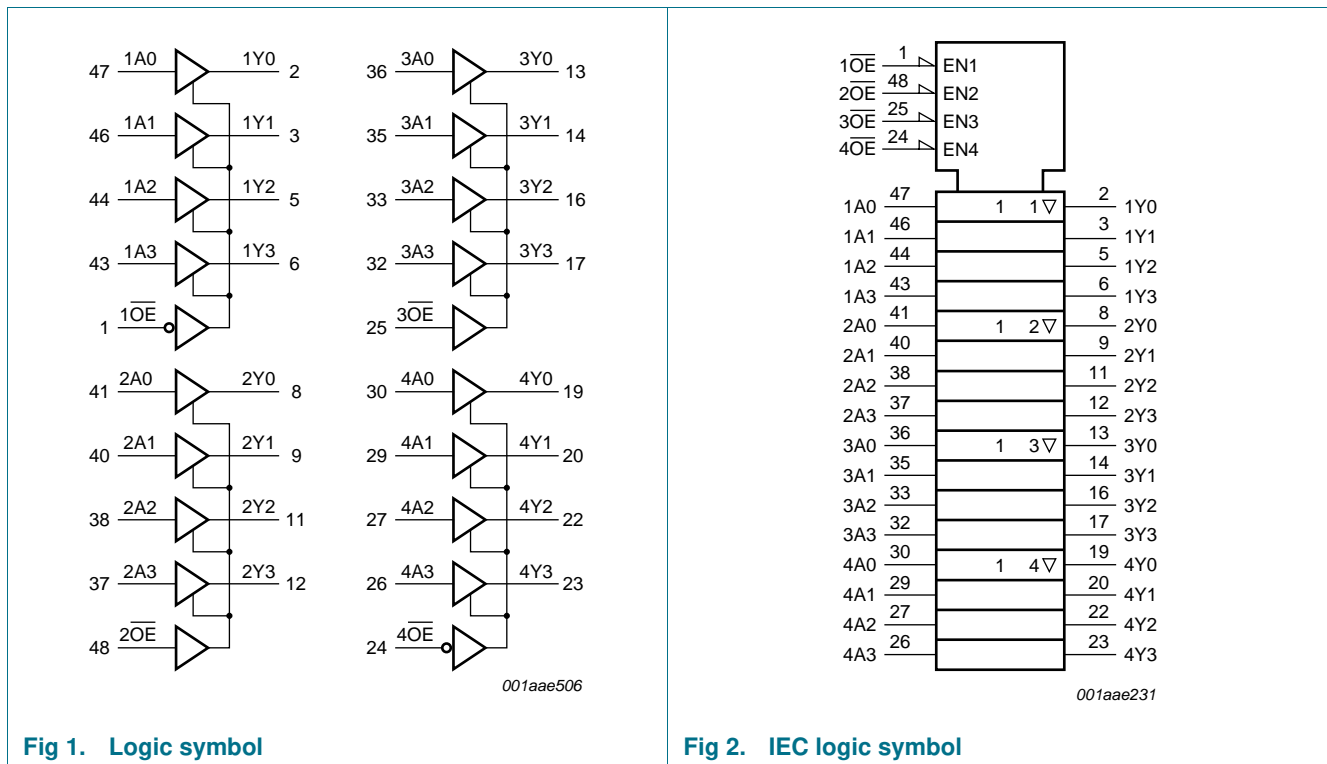 47 1A0 1Y0 2
46 1A1 1Y1 3
44 1A2 1Y2 5
43 1A3 1Y3 6
1 1O̅E̅
41 2A0 2Y0 8
40 2A1 2Y1 9
38 2A2 2Y2 11
37 2A3 2Y3 12
48 2O̅E̅
36 3A0 3Y0 13
35 3A1 3Y1 14
33 3A2 3Y2 16
32 3A3 3Y3 17
25 3O̅E̅
30 4A0 4Y0 19
29 4A1 4Y1 20
27 4A2 4Y2 22
26 4A3 4Y3 23
24 4O̅E̅
001aae506
Fig 1. Logic symbol
1O̅E̅ 1 EN1
2O̅E̅ 48 EN2
3O̅E̅ 25 EN3
4O̅E̅ 24 EN4
1A0 47 1 1▽ 2 1Y0
1A1 46 3 1Y1
1A2 44 5 1Y2
1A3 43 6 1Y3
2A0 41 1 2▽ 8 2Y0
2A1 40 9 2Y1
2A2 38 11 2Y2
2A3 37 12 2Y3
3A0 36 1 3▽ 13 3Y0
3A1 35 14 3Y1
3A2 33 16 3Y2
3A3 32 17 3Y3
4A0 30 1 4▽ 19 4Y0
4A1 29 20 4Y1
4A2 27 22 4Y2
4A3 26 23 4Y3
001aae231
Fig 2. IEC logic symbol